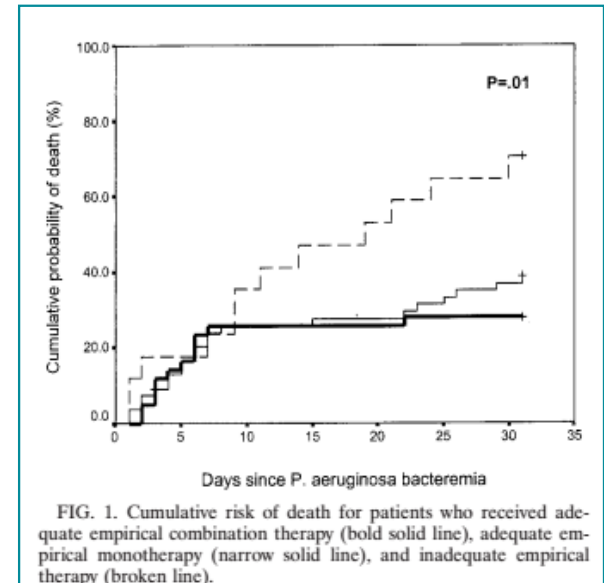 100.0
P=.01
80.0
60.0
40.0
20.0
0.0
Cumulative probability of death (%)
0 5 10 15 20 25 30 35
Days since P. aeruginosa bacteremia
FIG. 1. Cumulative risk of death for patients who received ade-
quate empirical combination therapy (bold solid line), adequate em-
pirical monotherapy (narrow solid line), and inadequate empirical
therapy (broken line).